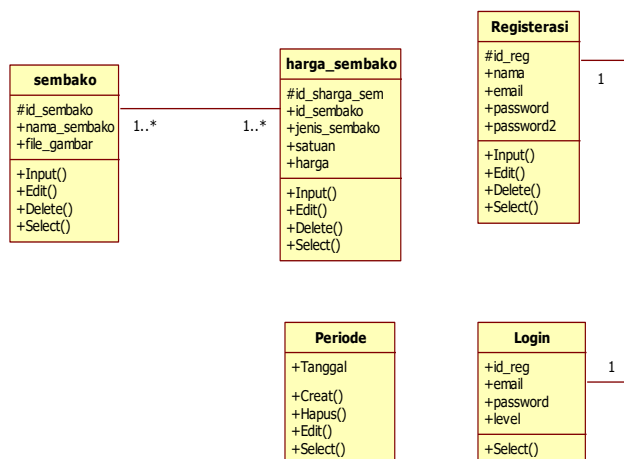 sembako
#id_sembako
+nama_sembako
+file_gambar
+Input()
+Edit()
+Delete()
+Select()
1..*
1..*
harga_sembako
#id_sharga_sem
+id_sembako
+jenis_sembako
+satuan
+harga
+Input()
+Edit()
+Delete()
+Select()
Registerasi
#id_reg
+nama
+email
+password
+password2
+Input()
+Edit()
+Delete()
+Select()
1
Periode
+Tanggal
+Creat()
+Hapus()
+Edit()
+Select()
Login
+id_reg
+email
+password
+level
+Select()
1